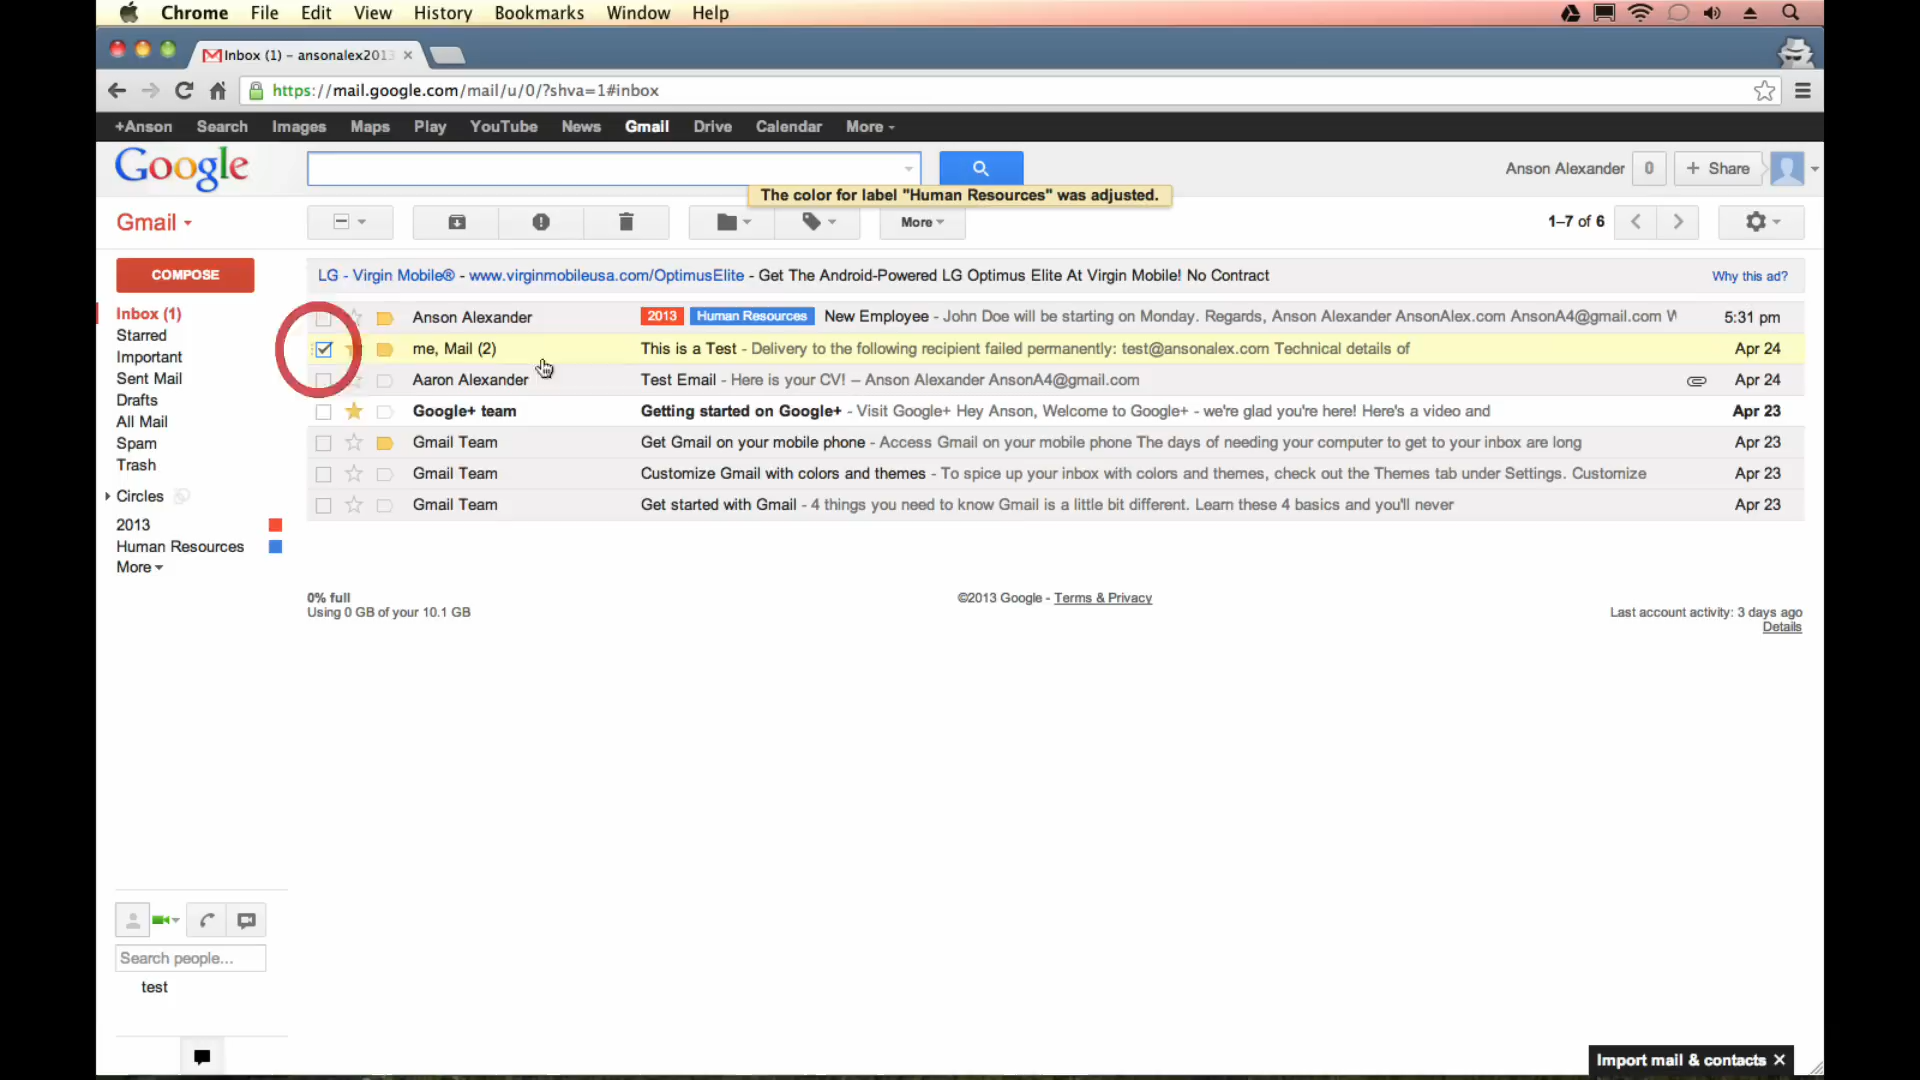 Chrome File Edit View History Bookmarks Window Help
Inbox (1) – ansonalex2013
https://mail.google.com/mail/u/0/?shva=1#inbox
+Anson Search Images Maps Play YouTube News Gmail Drive Calendar More
Google
Anson Alexander 0 + Share
The color for label "Human Resources" was adjusted.
Gmail
More
1–7 of 6
COMPOSE
LG - Virgin Mobile® - www.virginmobileusa.com/OptimusElite - Get The Android-Powered LG Optimus Elite At Virgin Mobile! No Contract
Why this ad?
Inbox (1)
Starred
Important
Sent Mail
Drafts
All Mail
Spam
Trash
Circles
2013
Human Resources
More
Anson Alexander 2013 Human Resources New Employee - John Doe will be starting on Monday. Regards, Anson Alexander AnsonAlex.com AnsonA4@gmail.com 5:31 pm
me, Mail (2) This is a Test - Delivery to the following recipient failed permanently: test@ansonalex.com Technical details of Apr 24
Aaron Alexander Test Email - Here is your CV! – Anson Alexander AnsonA4@gmail.com Apr 24
Google+ team Getting started on Google+ - Visit Google+ Hey Anson, Welcome to Google+ - we're glad you're here! Here's a video and Apr 23
Gmail Team Get Gmail on your mobile phone - Access Gmail on your mobile phone The days of needing your computer to get to your inbox are long Apr 23
Gmail Team Customize Gmail with colors and themes - To spice up your inbox with colors and themes, check out the Themes tab under Settings. Customize Apr 23
Gmail Team Get started with Gmail - 4 things you need to know Gmail is a little bit different. Learn these 4 basics and you'll never Apr 23
0% full
Using 0 GB of your 10.1 GB
©2013 Google - Terms & Privacy
Last account activity: 3 days ago
Details
Search people...
test
Import mail & contacts